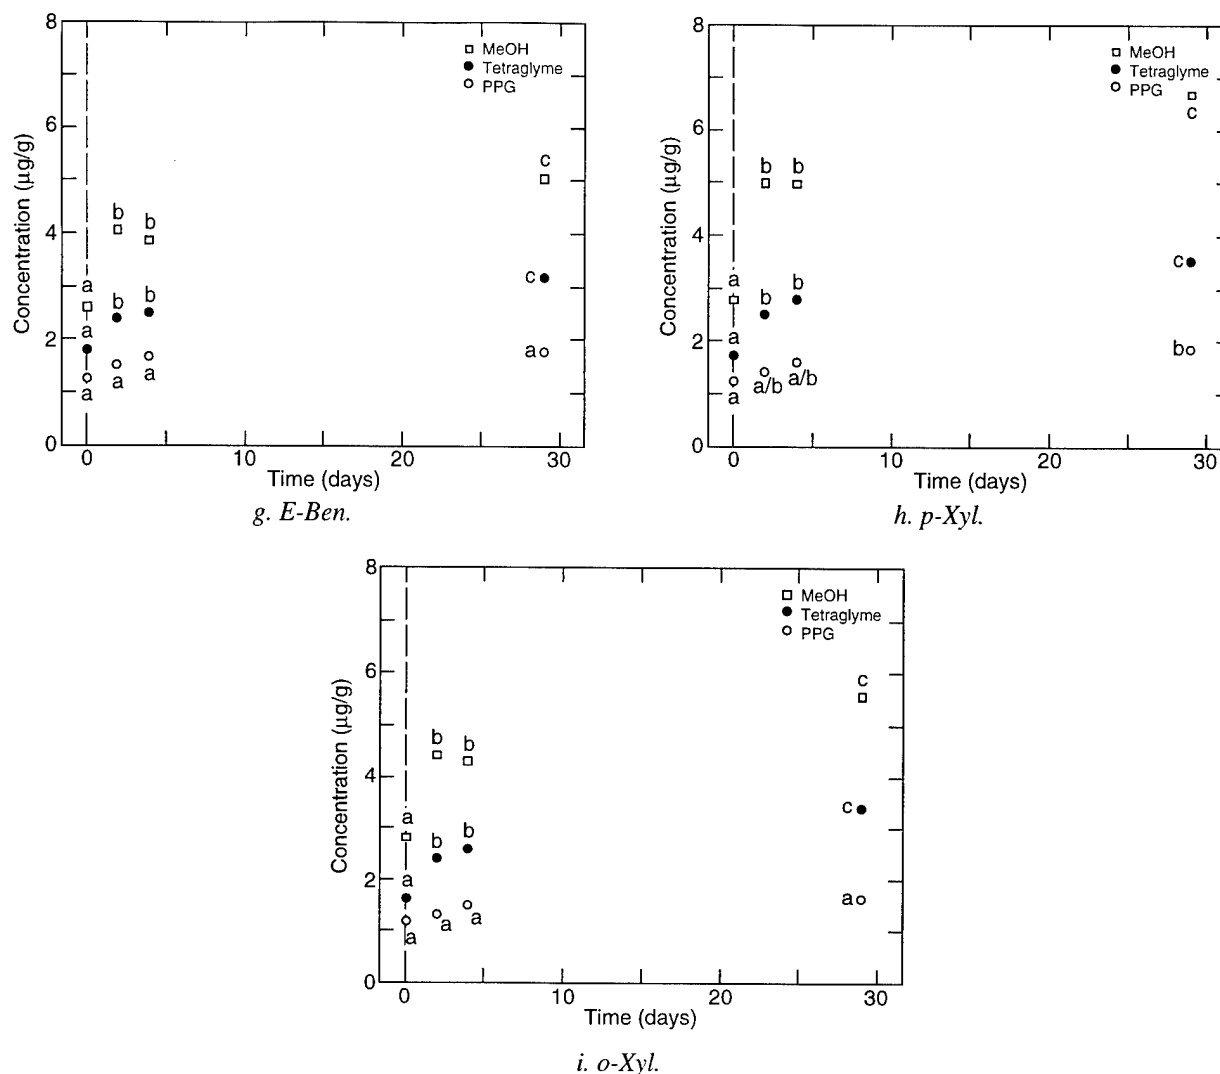 8
6
4
2
0
Concentration (µg/g)
□ MeOH
● Tetraglyme
○ PPG
a
b
b
c
a
b
b
c
a
a
a
a
0
10
20
30
Time (days)
g. E-Ben.
8
6
4
2
0
Concentration (µg/g)
□ MeOH
● Tetraglyme
○ PPG
a
b
b
c
a
b
b
c
a
a/b
a/b
b
0
10
20
30
Time (days)
h. p-Xyl.
8
6
4
2
0
Concentration (µg/g)
□ MeOH
● Tetraglyme
○ PPG
a
b
b
c
a
b
b
c
a
a
a
a
0
10
20
30
Time (days)
i. o-Xyl.